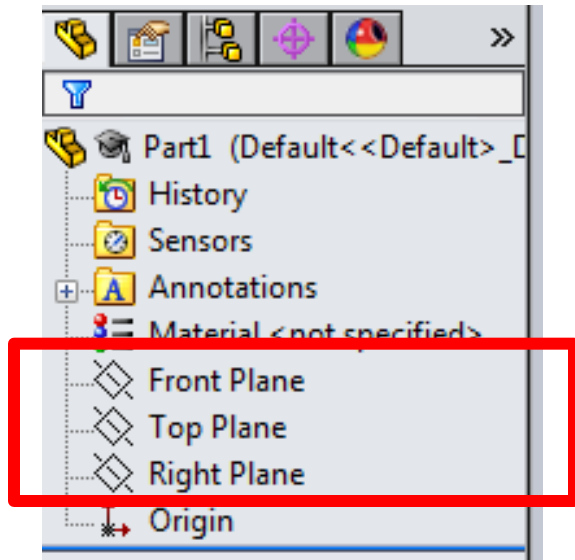 »
Part1 (Default<<Default>_D
History
Sensors
A Annotations
Material <not specified>
Front Plane
Top Plane
Right Plane
Origin